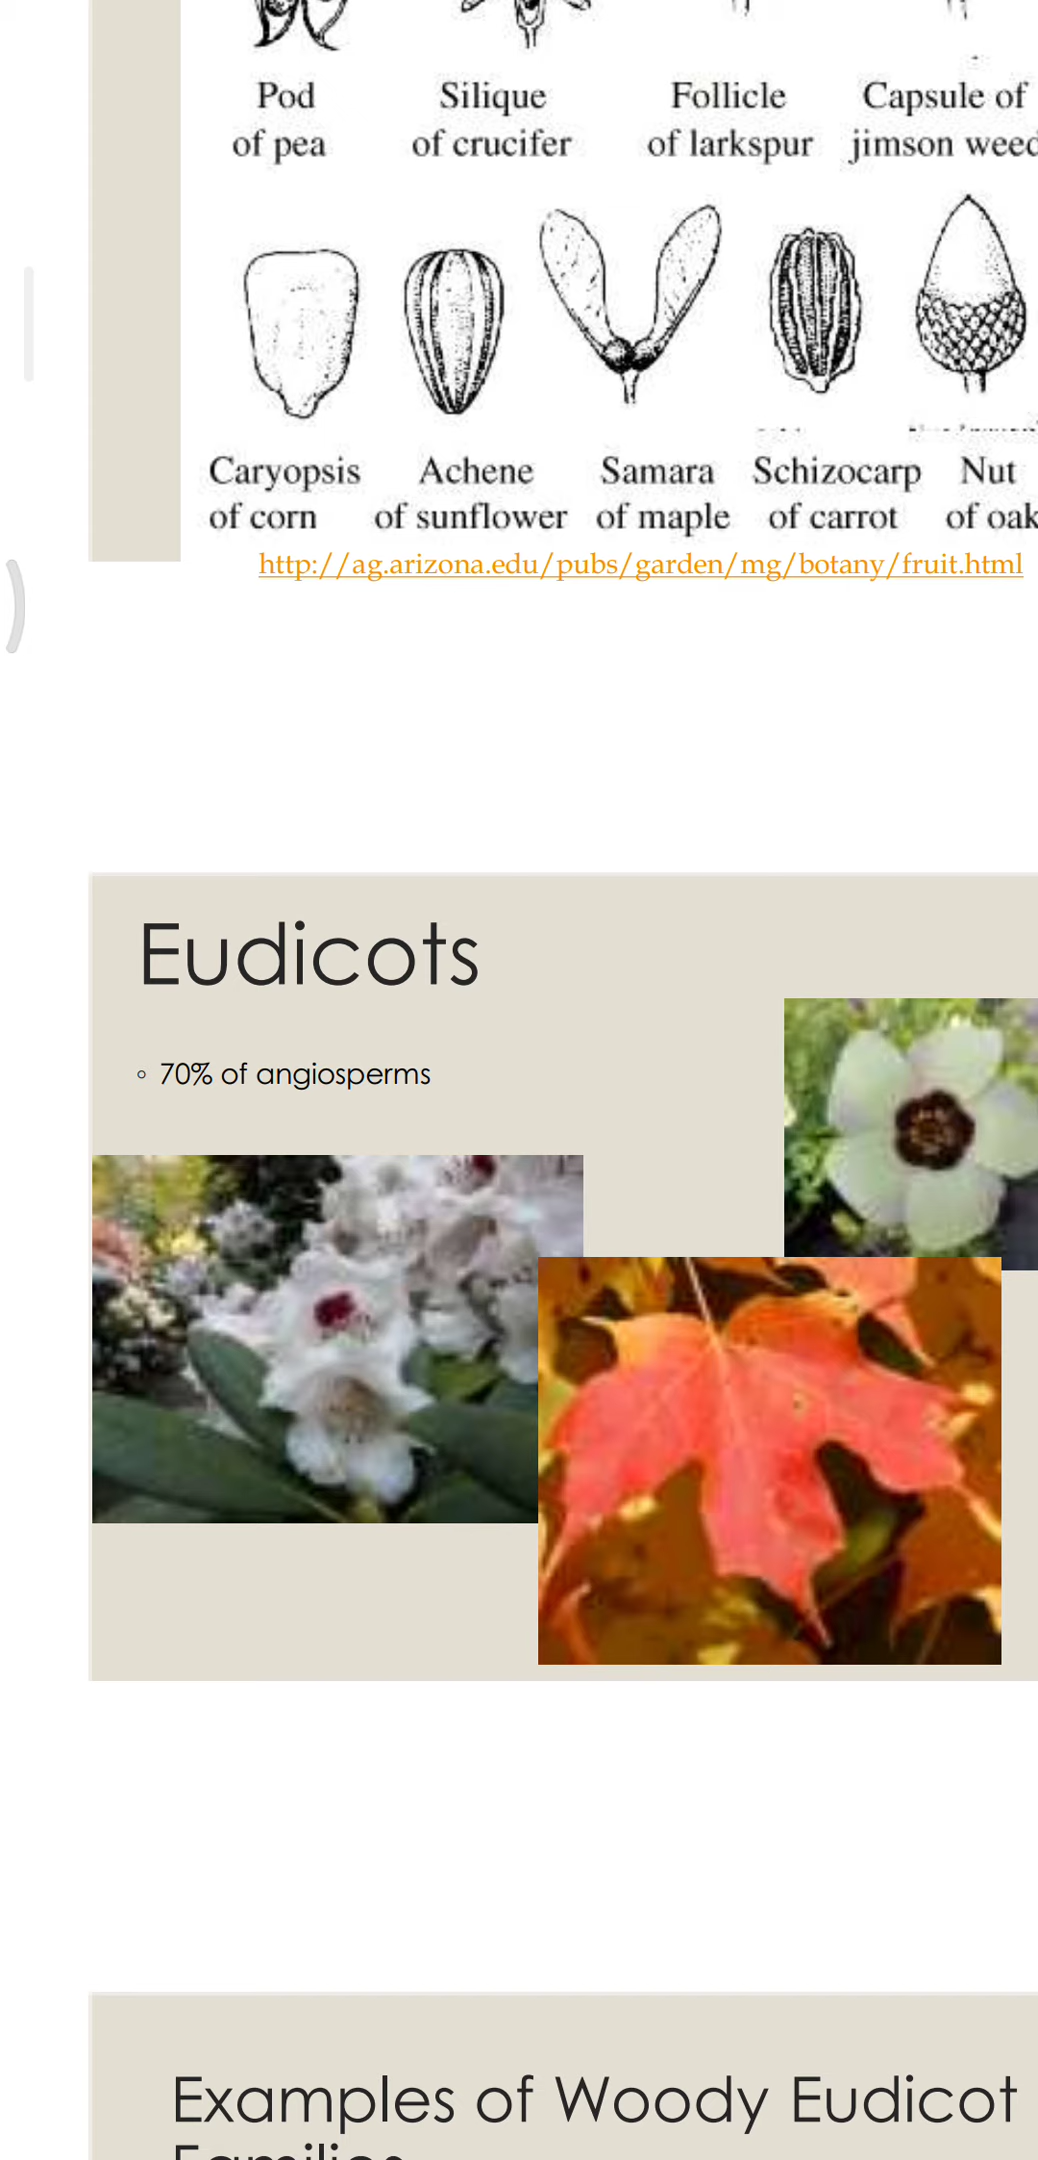 Pod Silique Follicle Capsule of
of pea of crucifer of larkspur jimson weed
Caryopsis Achene Samara Schizocarp Nut
of corn of sunflower of maple of carrot of oak
http://ag.arizona.edu/pubs/garden/mg/botany/fruit.html
Eudicots
◦ 70% of angiosperms
Examples of Woody Eudicot
Families